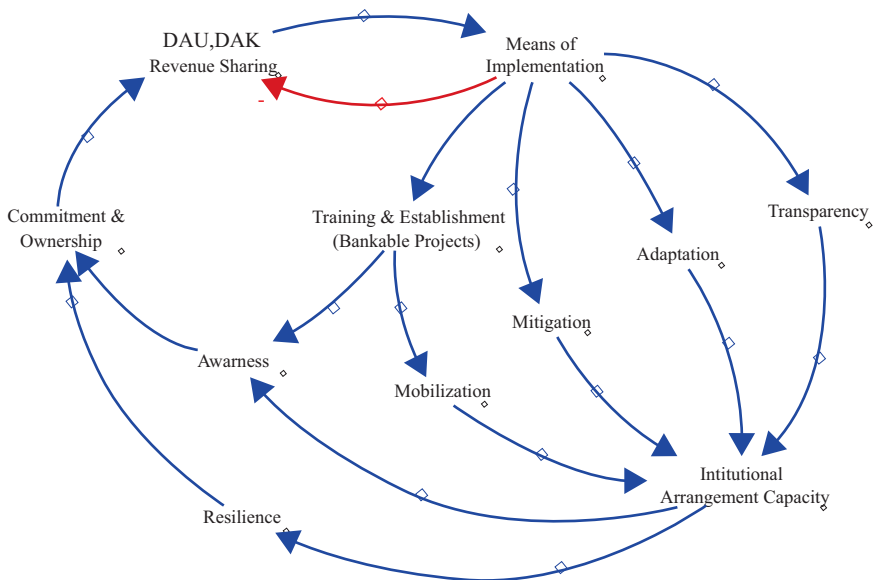 DAU,DAK
Revenue Sharing
Means of
Implementation
-
Commitment &
Ownership
Training & Establishment
(Bankable Projects)
Transparency
Adaptation
Mitigation
Awarness
Mobilization
Intitutional
Arrangement Capacity
Resilience